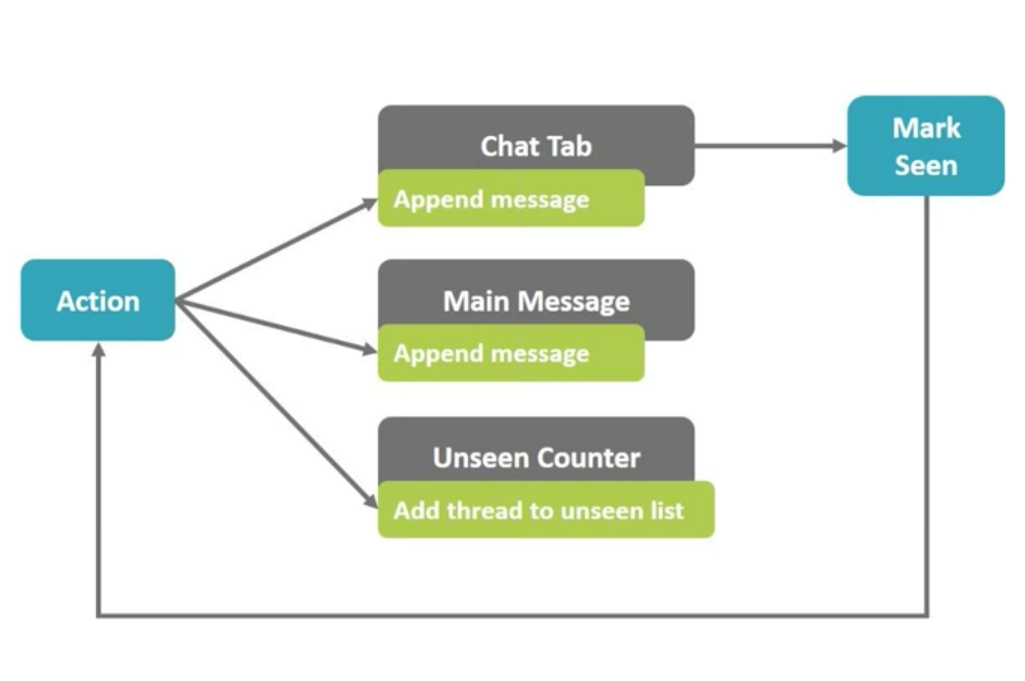 Chat Tab
Mark
Seen
Append message
Action
Main Message
Append message
Unseen Counter
Add thread to unseen list